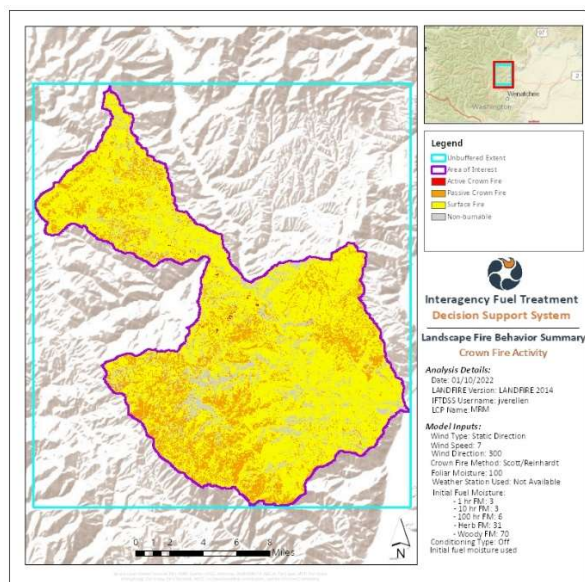 97
2
Wenatchee
Washington
Legend
Unbuffered Extent
Area of Interest
Active Crown Fire
Passive Crown Fire
Surface Fire
Non-burnable
Interagency Fuel Treatment
Decision Support System
Landscape Fire Behavior Summary
Crown Fire Activity
Analysis Details:
Date: 01/10/2022
LANDFIRE Version: LANDFIRE 2014
IFTDSS Username: jverellen
LCP Name: MRM
Model Inputs:
Wind Type: Static Direction
Wind Speed: 7
Wind Direction: 300
Crown Fire Method: Scott/Reinhardt
Foliar Moisture: 100
Weather Station Used: Not Available
Initial Fuel Moisture:
- 1 hr FM: 3
- 10 hr FM: 3
- 100 hr FM: 6
- Herb FM: 31
- Woody FM: 70
Conditioning Type: Off
Initial fuel moisture used
0 1 2 4 6 8
Miles
N